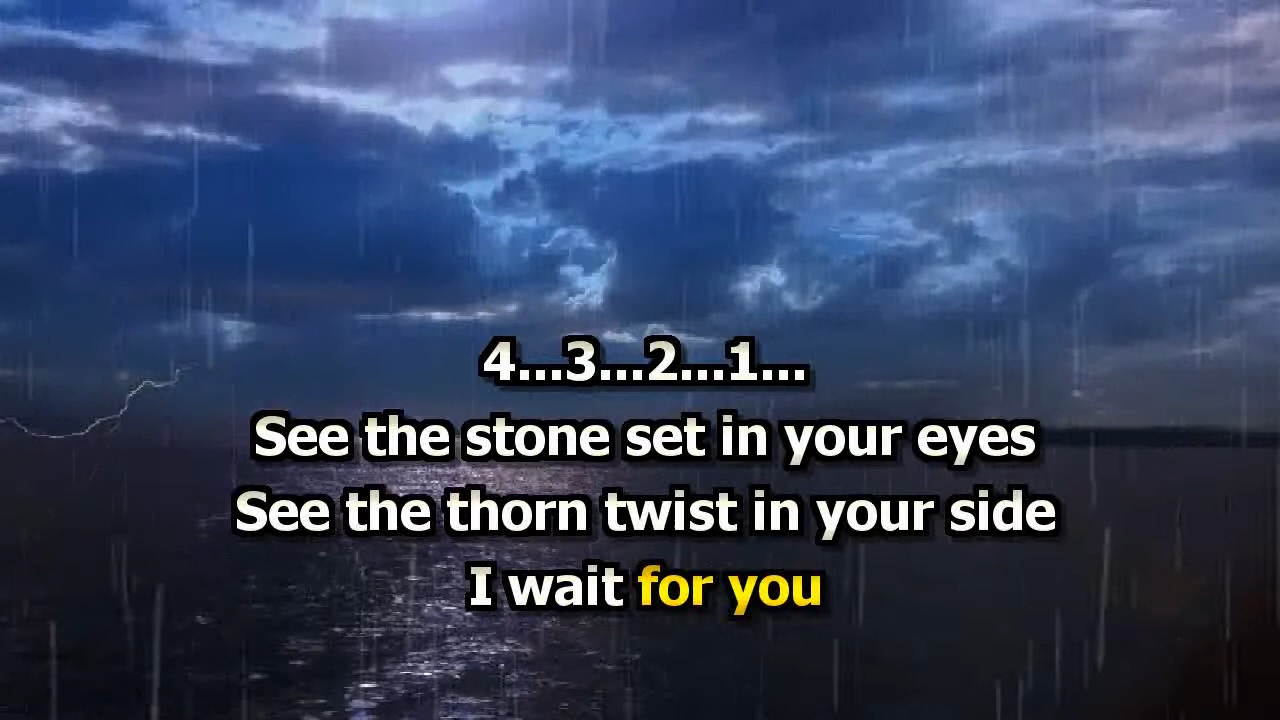 4...3...2...1...
See the stone set in your eyes
See the thorn twist in your side
I wait for you